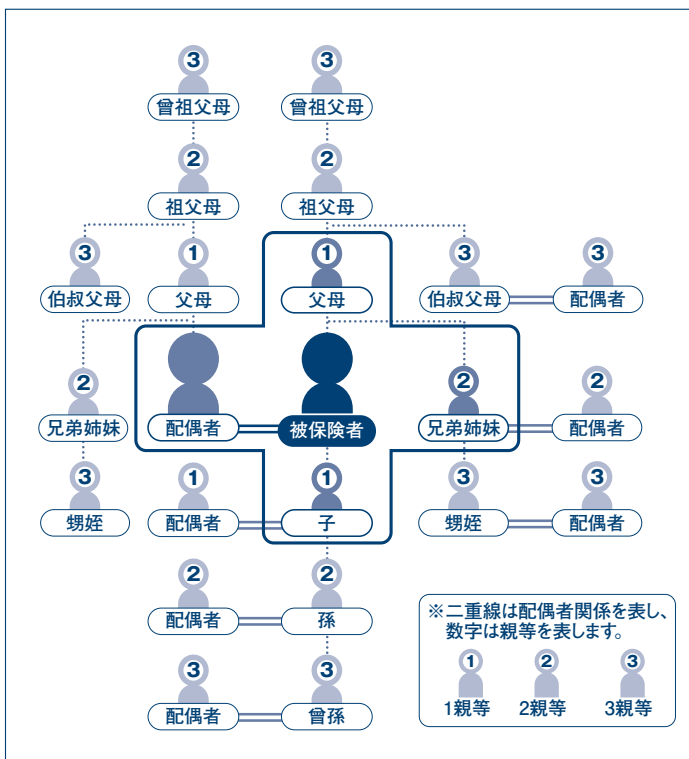 3 3
曾祖父母 曾祖父母
2 2
祖父母 祖父母
3 1 1 3 3
伯叔父母 父母 父母 伯叔父母 配偶者
2 2 2
兄弟姉妹 配偶者 被保険者 兄弟姉妹 配偶者
3 1 1 3 3
甥姪 配偶者 子 甥姪 配偶者
2 2
配偶者 孫
3 3
配偶者 曾孫
※二重線は配偶者関係を表し、
数字は親等を表します。
1 2 3
1親等 2親等 3親等